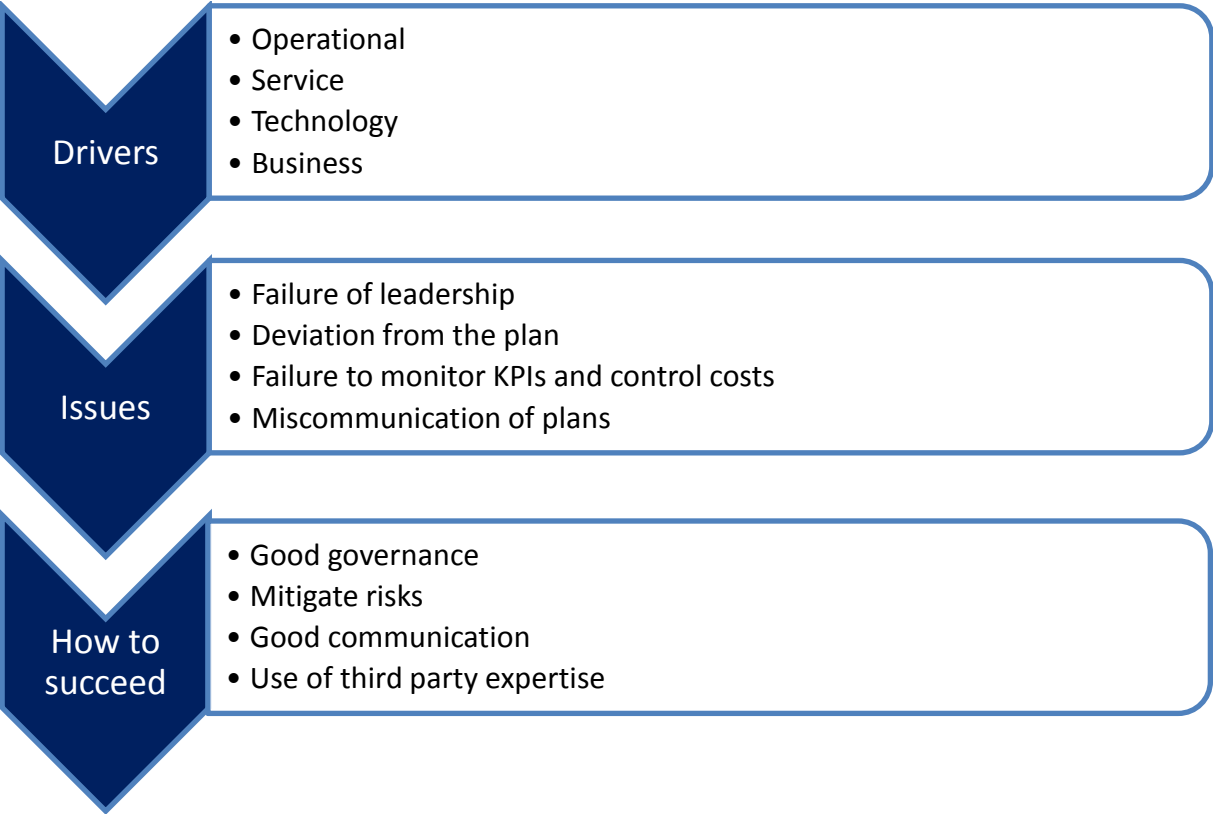 Drivers
• Operational
• Service
• Technology
• Business
Issues
• Failure of leadership
• Deviation from the plan
• Failure to monitor KPIs and control costs
• Miscommunication of plans
How to
succeed
• Good governance
• Mitigate risks
• Good communication
• Use of third party expertise